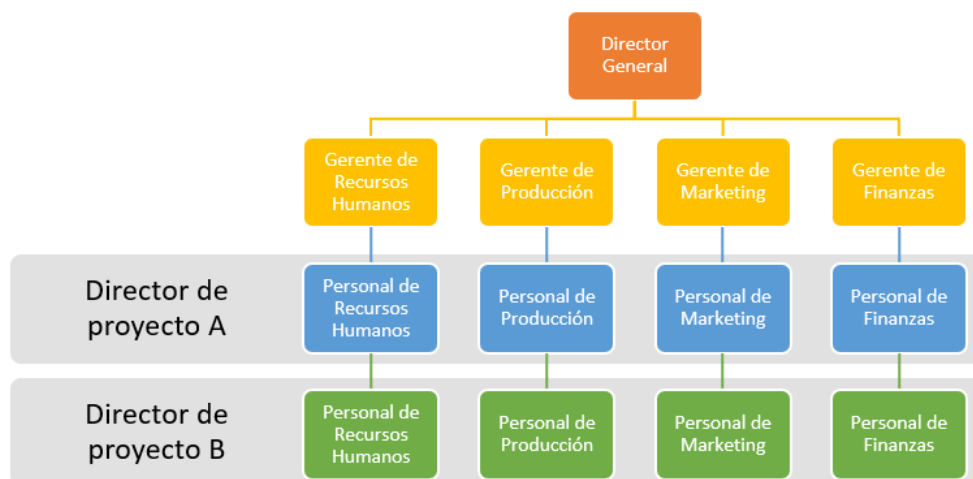 Director
General
Gerente de
Recursos
Humanos
Gerente de
Producción
Gerente de
Marketing
Gerente de
Finanzas
Director de
proyecto A
Personal de
Recursos
Humanos
Personal de
Producción
Personal de
Marketing
Personal de
Finanzas
Director de
proyecto B
Personal de
Recursos
Humanos
Personal de
Producción
Personal de
Marketing
Personal de
Finanzas